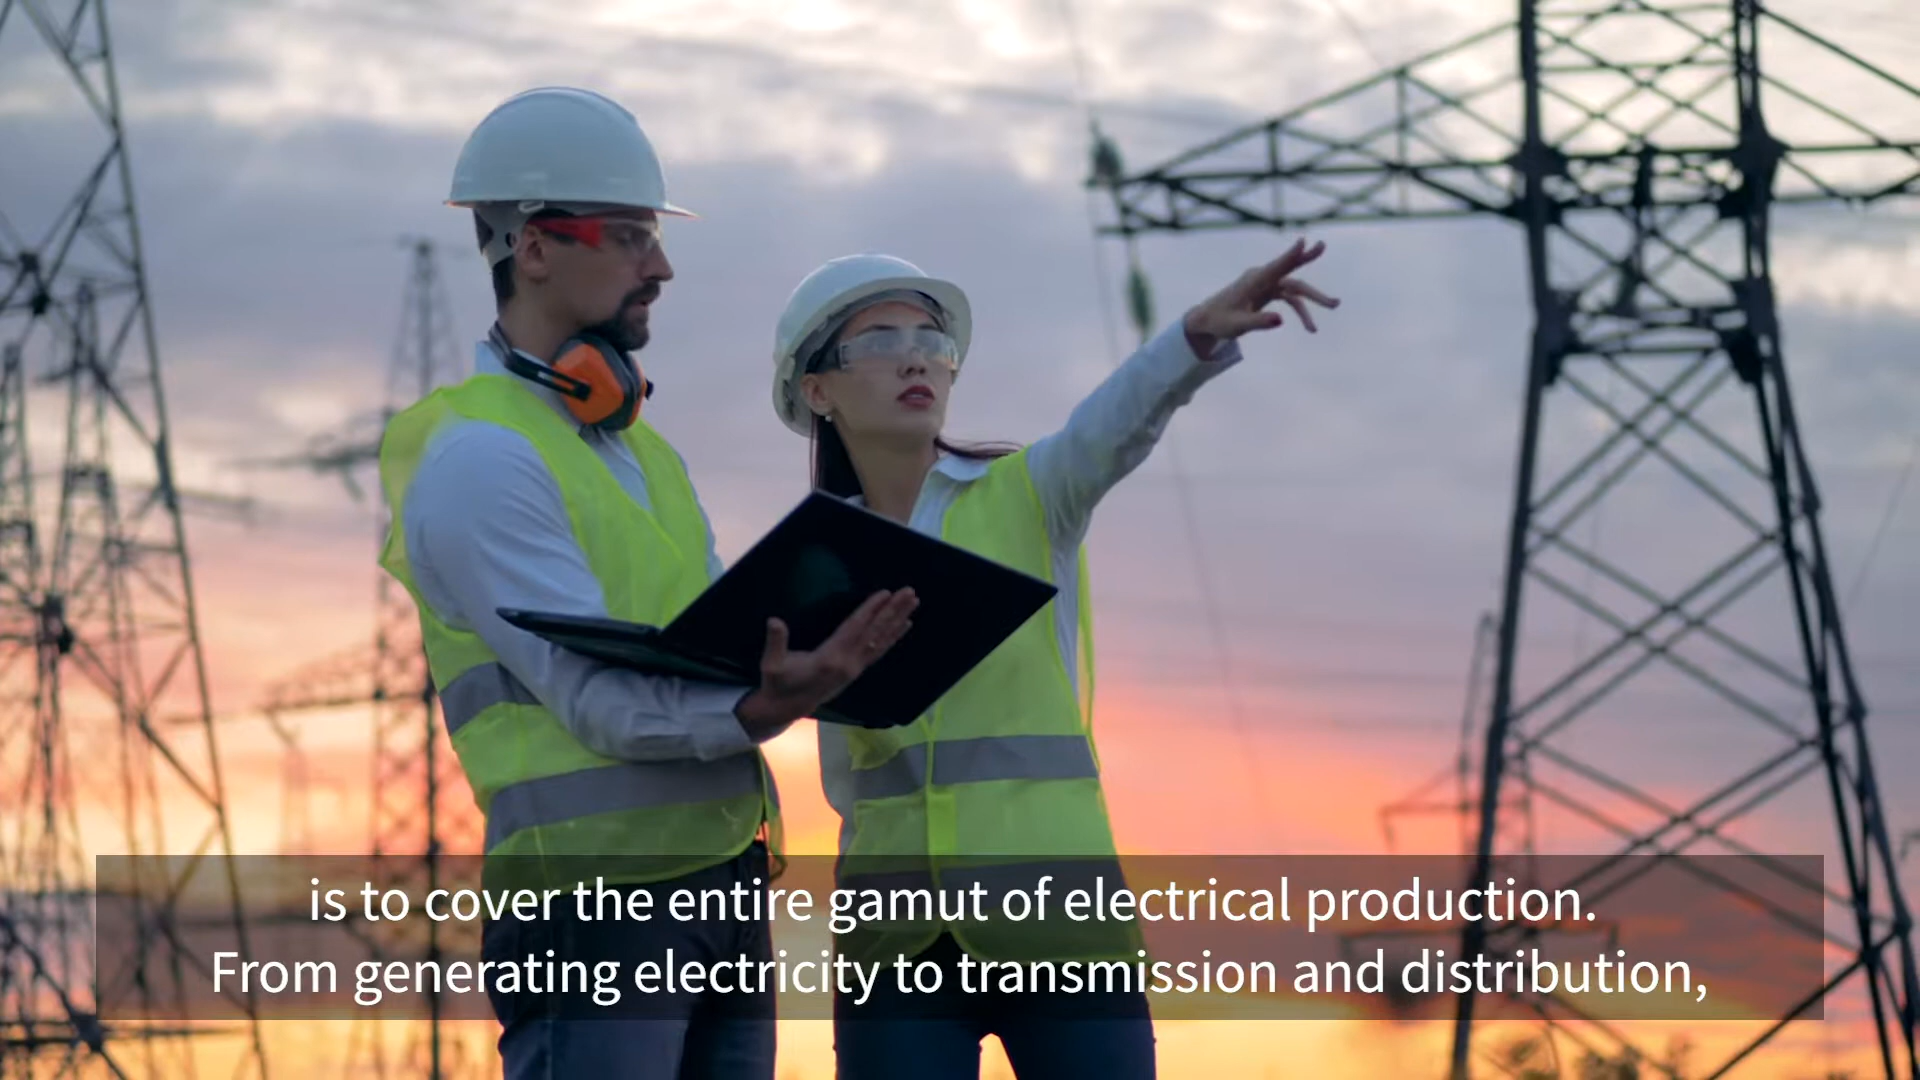 is to cover the entire gamut of electrical production.
From generating electricity to transmission and distribution,